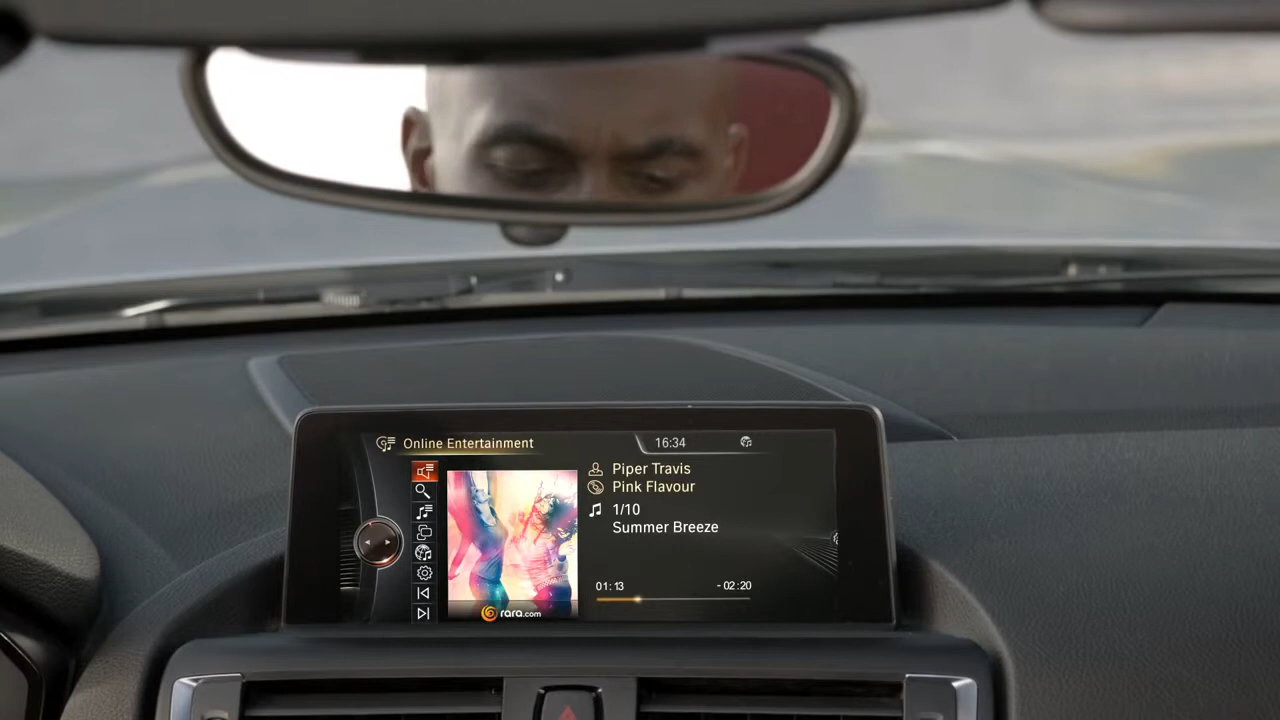 Online Entertainment
16:34
Piper Travis
Pink Flavour
1/10
Summer Breeze
01:13
- 02:20
rara.com